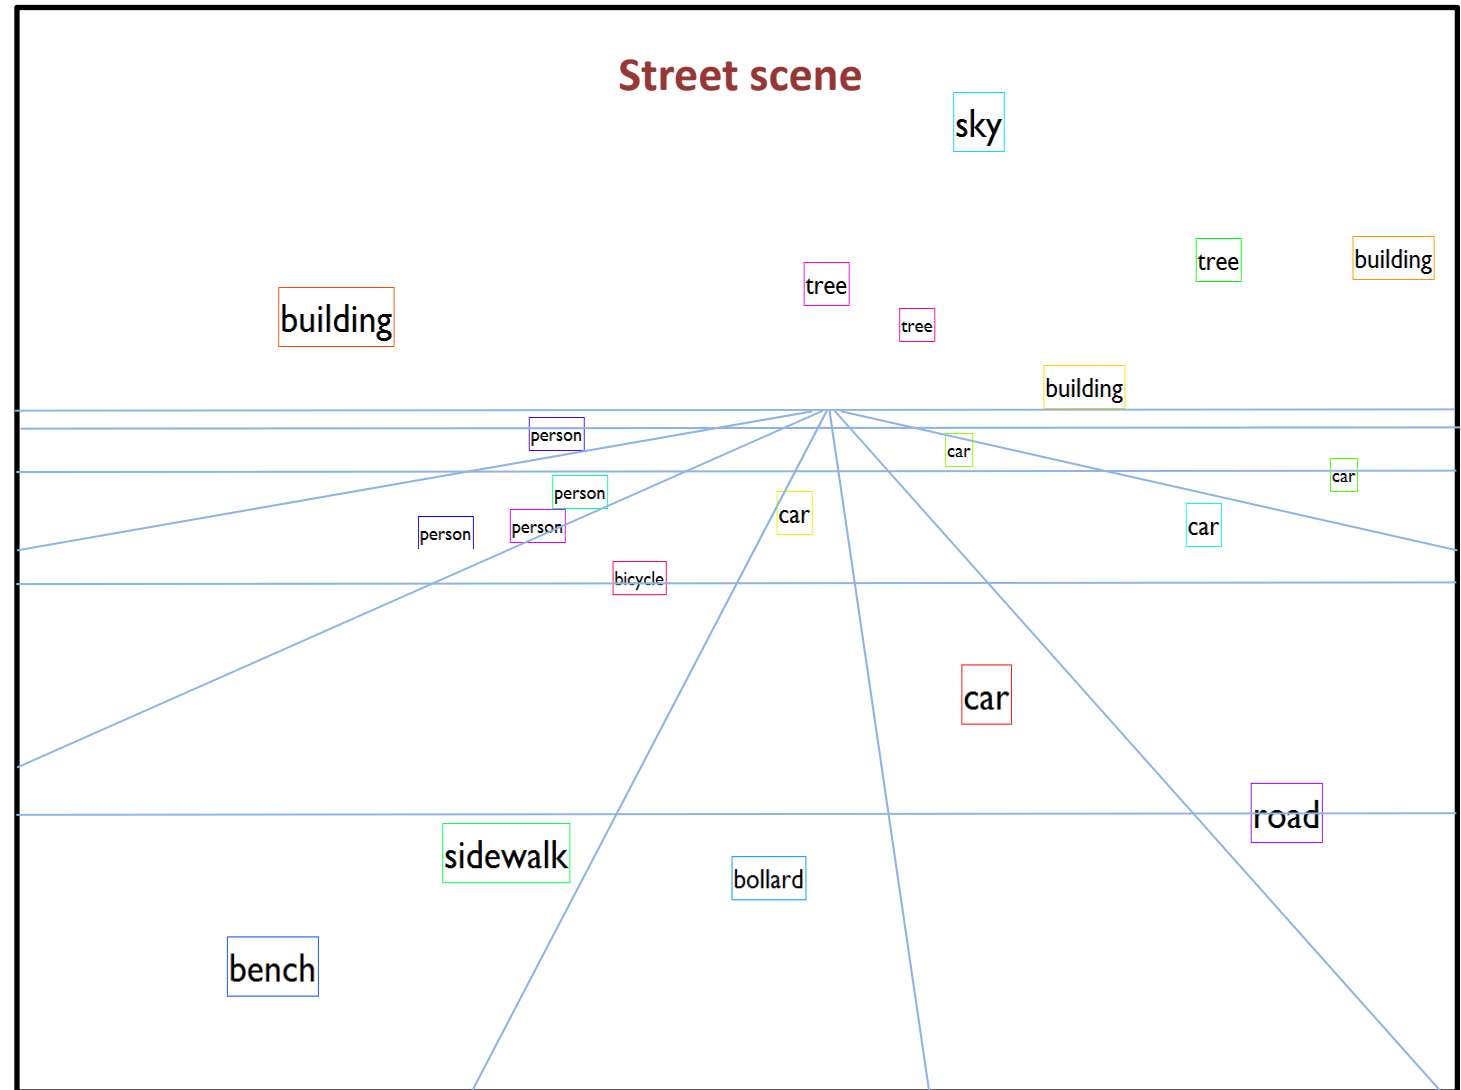 Street scene
sky
tree
building
tree
building
tree
building
person
car
car
person
car
person
car
person
bicycle
car
road
sidewalk
bollard
bench